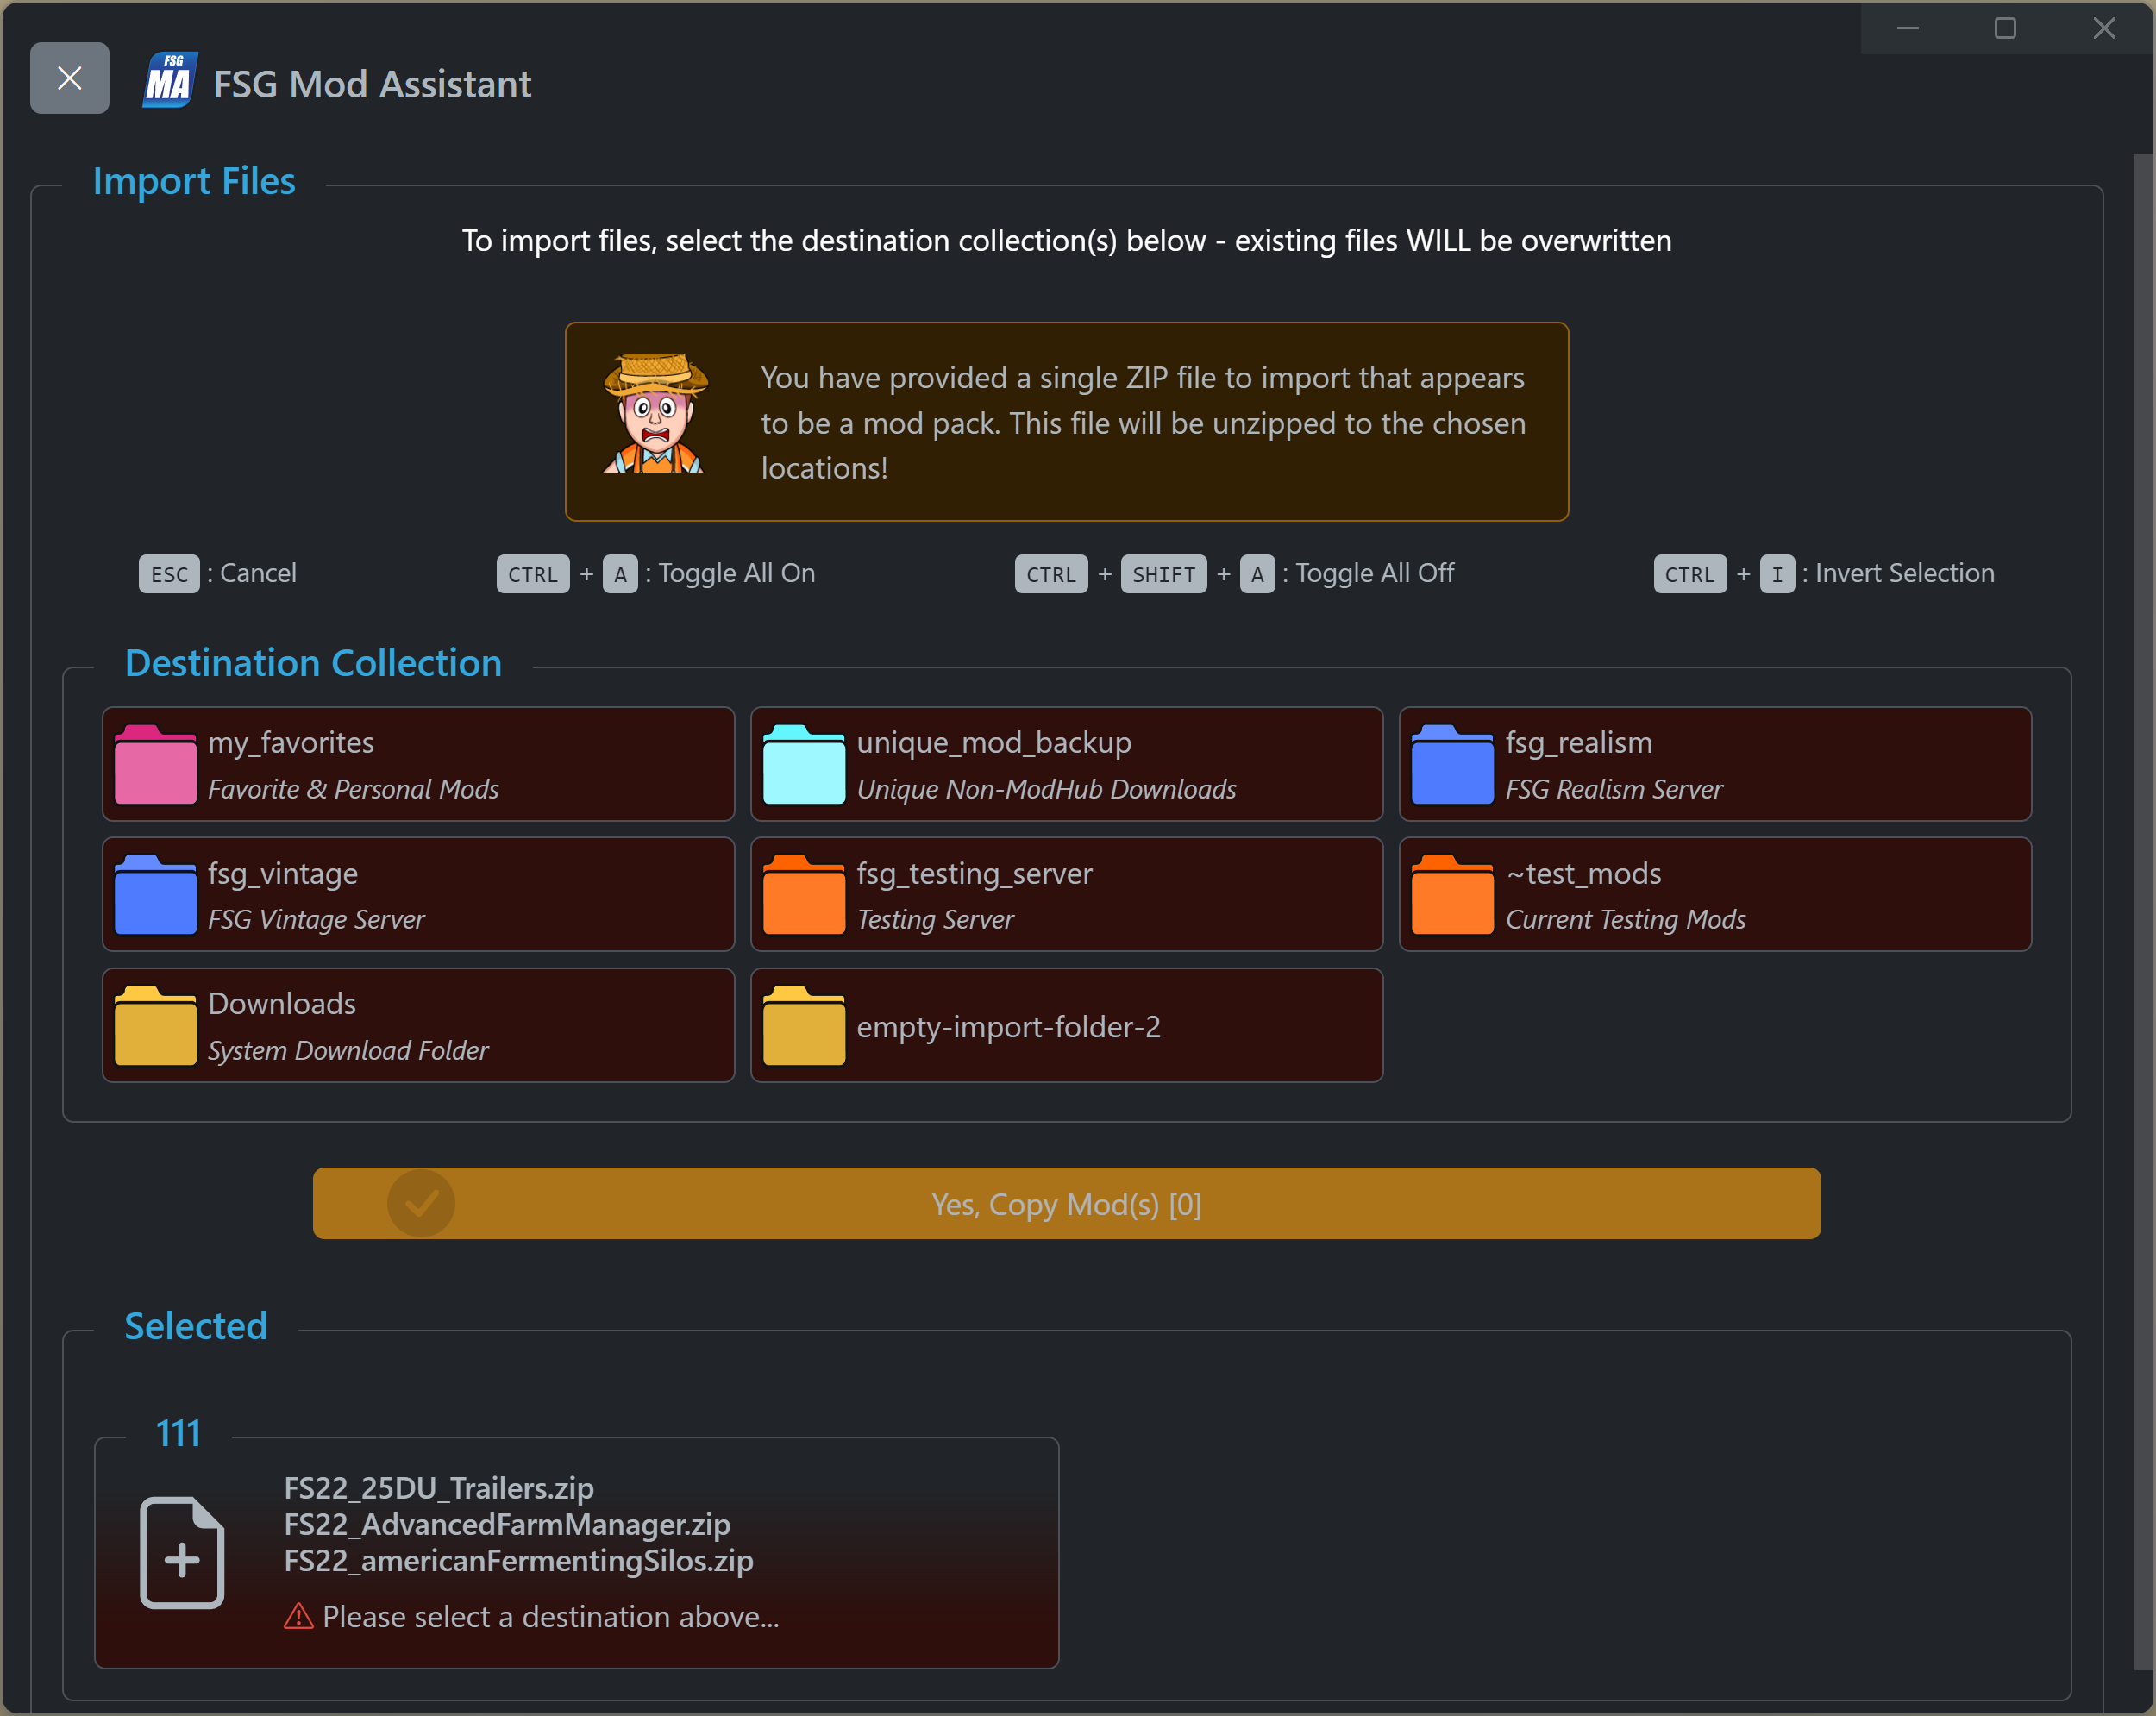 FSG
MA
FSG Mod Assistant
Import Files
To import files, select the destination collection(s) below - existing files WILL be overwritten
You have provided a single ZIP file to import that appears
to be a mod pack. This file will be unzipped to the chosen
locations!
ESC : Cancel
CTRL + A : Toggle All On
CTRL + SHIFT + A : Toggle All Off
CTRL + I : Invert Selection
Destination Collection
my_favorites
Favorite & Personal Mods
unique_mod_backup
Unique Non-ModHub Downloads
fsg_realism
FSG Realism Server
fsg_vintage
FSG Vintage Server
fsg_testing_server
Testing Server
~test_mods
Current Testing Mods
Downloads
System Download Folder
empty-import-folder-2
Yes, Copy Mod(s) [0]
Selected
111
FS22_25DU_Trailers.zip
FS22_AdvancedFarmManager.zip
FS22_americanFermentingSilos.zip
Please select a destination above...